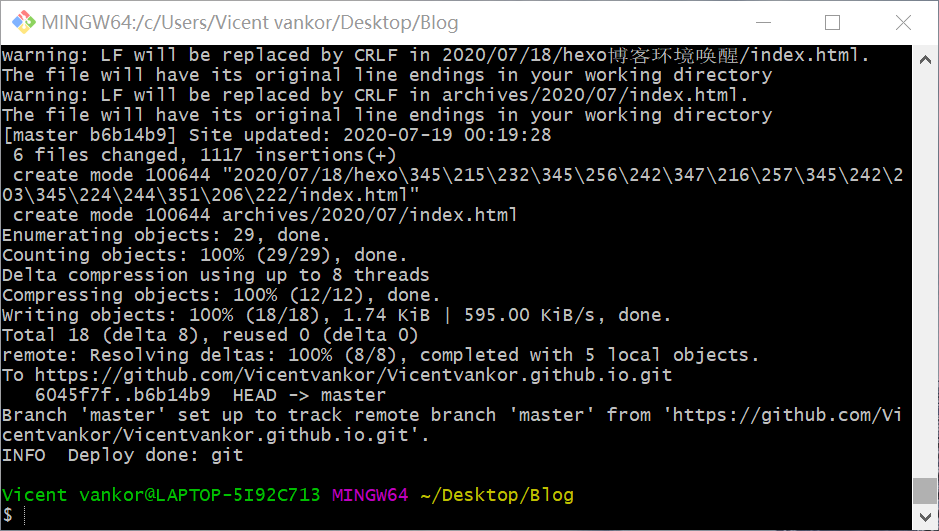 MINGW64:/c/Users/Vicent vankor/Desktop/Blog
warning: LF will be replaced by CRLF in 2020/07/18/hexo博客环境唤醒/index.html.
The file will have its original line endings in your working directory
warning: LF will be replaced by CRLF in archives/2020/07/index.html.
The file will have its original line endings in your working directory
[master b6b14b9] Site updated: 2020-07-19 00:19:28
 6 files changed, 1117 insertions(+)
 create mode 100644 "2020/07/18/hexo\345\215\232\345\256\242\347\216\257\345\242\2
03\345\224\244\351\206\222/index.html"
 create mode 100644 archives/2020/07/index.html
Enumerating objects: 29, done.
Counting objects: 100% (29/29), done.
Delta compression using up to 8 threads
Compressing objects: 100% (12/12), done.
Writing objects: 100% (18/18), 1.74 KiB | 595.00 KiB/s, done.
Total 18 (delta 8), reused 0 (delta 0)
remote: Resolving deltas: 100% (8/8), completed with 5 local objects.
To https://github.com/Vicentvankor/Vicentvankor.github.io.git
   6045f7f..b6b14b9  HEAD -> master
Branch 'master' set up to track remote branch 'master' from 'https://github.com/Vi
centvankor/Vicentvankor.github.io.git'.
INFO  Deploy done: git
Vicent vankor@LAPTOP-5I92C713 MINGW64 ~/Desktop/Blog
$